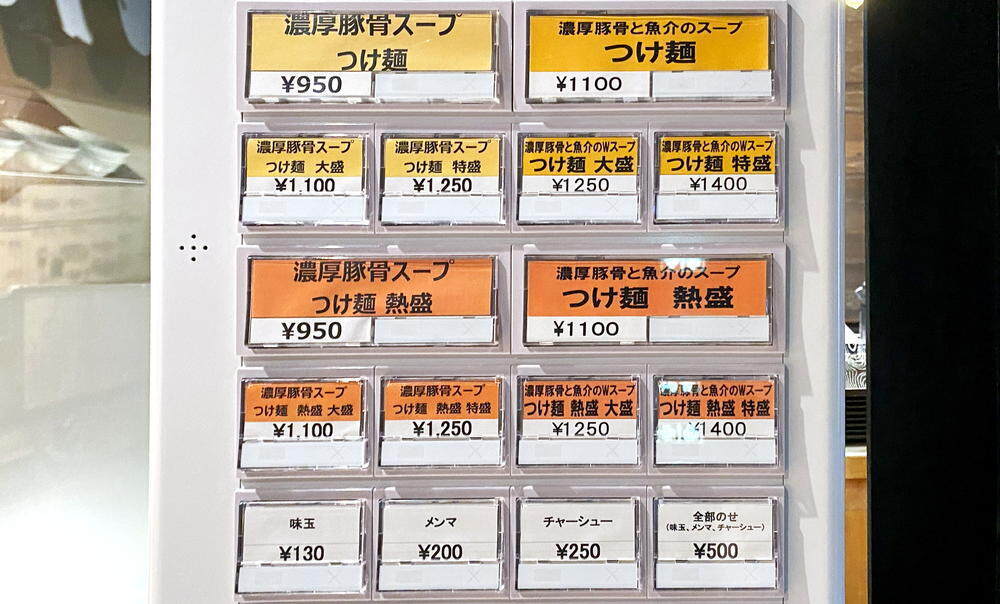 濃厚豚骨スープ
つけ麺
¥950
濃厚豚骨と魚介のスープ
つけ麺
¥1100
濃厚豚骨スープ
つけ麺 大盛
¥1,100
濃厚豚骨スープ
つけ麺 特盛
¥1,250
濃厚豚骨と魚介のWスープ
つけ麺 大盛
¥1250
濃厚豚骨と魚介のWスープ
つけ麺 特盛
¥1400
濃厚豚骨スープ
つけ麺 熱盛
¥950
濃厚豚骨と魚介のスープ
つけ麺 熱盛
¥1100
濃厚豚骨スープ
つけ麺 熱盛 大盛
¥1,100
濃厚豚骨スープ
つけ麺 熱盛 特盛
¥1,250
濃厚豚骨と魚介のWスープ
つけ麺 熱盛 大盛
¥1250
濃厚豚骨と魚介のWスープ
つけ麺 熱盛 特盛
¥1400
味玉
¥130
メンマ
¥200
チャーシュー
¥250
全部のせ
(味玉、メンマ、チャーシュー)
¥500